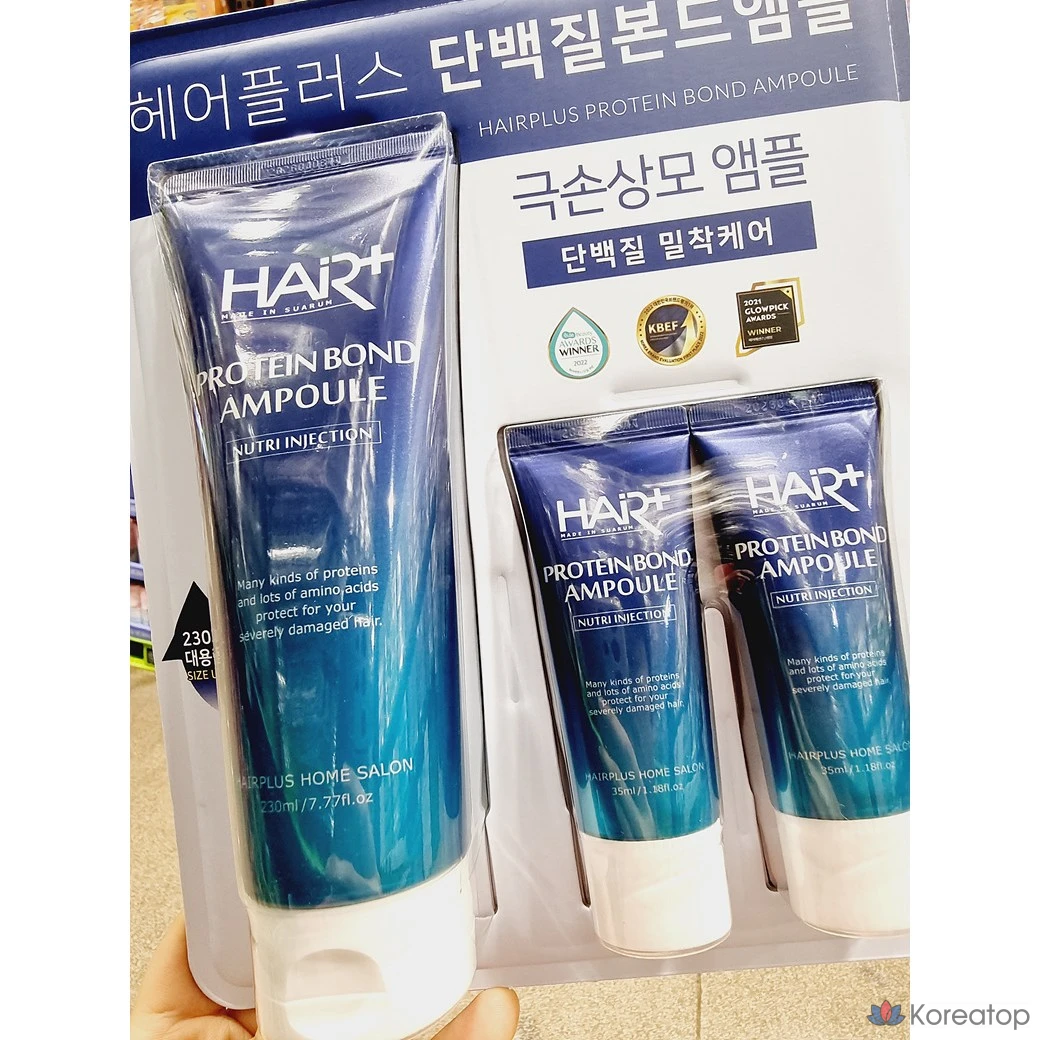 헤어플러스 단백질본드앰플
HAIRPLUS PROTEIN BOND AMPOULE
극손상모 앰플
단백질 밀착케어
AWARDS
WINNER
2022
KBEF
2021
GLOWPICK
AWARDS
WINNER
HAiR+
MADE IN SUARUM
PROTEIN BOND
AMPOULE
NUTRI INJECTION
Many kinds of proteins
and lots of amino acids
protect for your
severely damaged hair.
HAIRPLUS HOME SALON
230ml/7.77fl.oz
230
대용
SIZE U
HAiR+
MADE IN SUARUM
PROTEIN BOND
AMPOULE
NUTRI INJECTION
Many kinds of proteins
and lots of amino acids
protect for your
severely damaged hair.
HAIRPLUS HOME SALON
35ml/1.18fl.oz
HAiR+
MADE IN SUARUM
PROTEIN BOND
AMPOULE
NUTRI INJECTION
Many kinds of proteins
and lots of amino acids
protect for your
severely damaged hair.
HAIRPLUS HOME SALON
35ml/1.18fl.oz
Koreatop